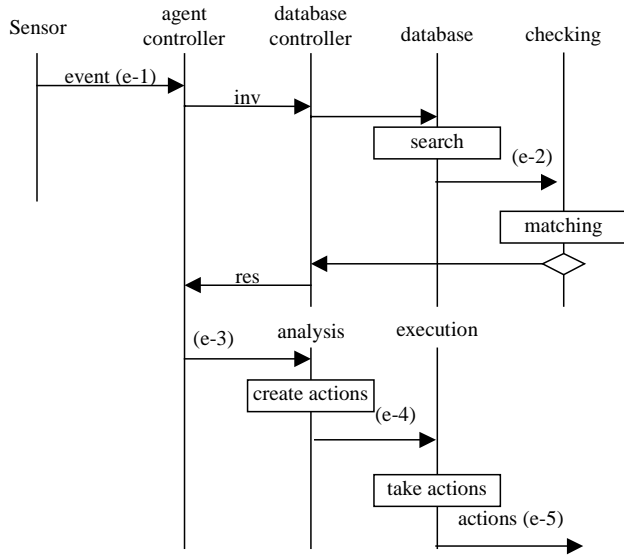 Sensor
agent
controller
database
controller
database
checking
event (e-1)
inv
search
(e-2)
matching
res
(e-3)
analysis
execution
create actions
(e-4)
take actions
actions (e-5)